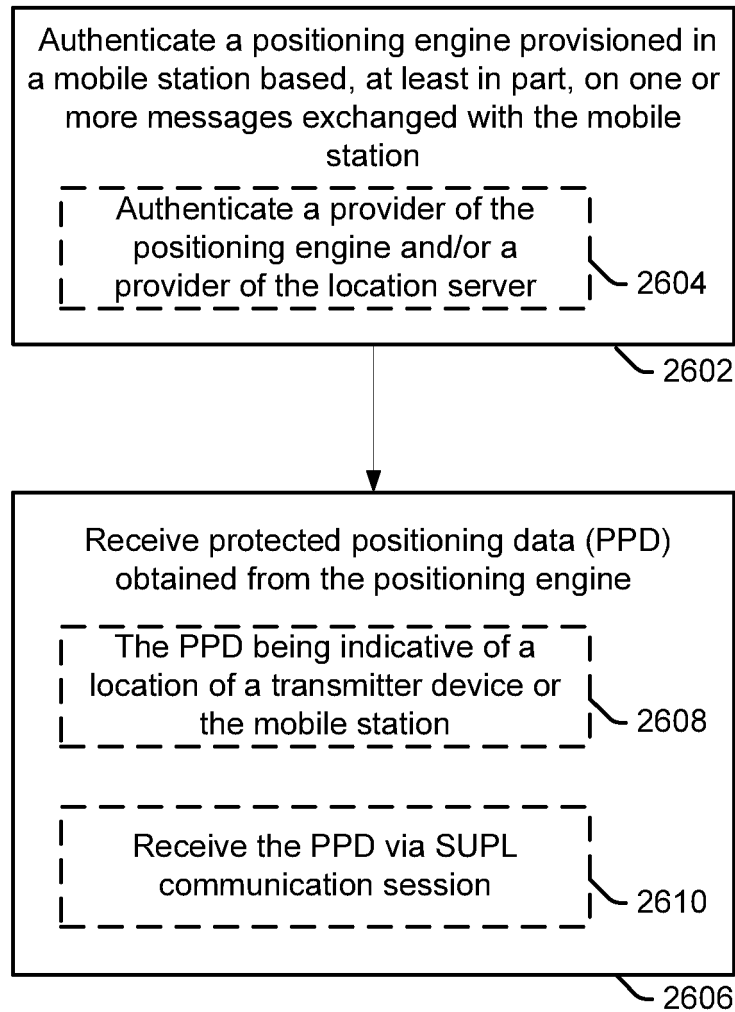 Authenticate a positioning engine provisioned in
a mobile station based, at least in part, on one or
more messages exchanged with the mobile
station
Authenticate a provider of the
positioning engine and/or a
provider of the location server
2604
2602
Receive protected positioning data (PPD)
obtained from the positioning engine
The PPD being indicative of a
location of a transmitter device or
the mobile station
2608
Receive the PPD via SUPL
communication session
2610
2606